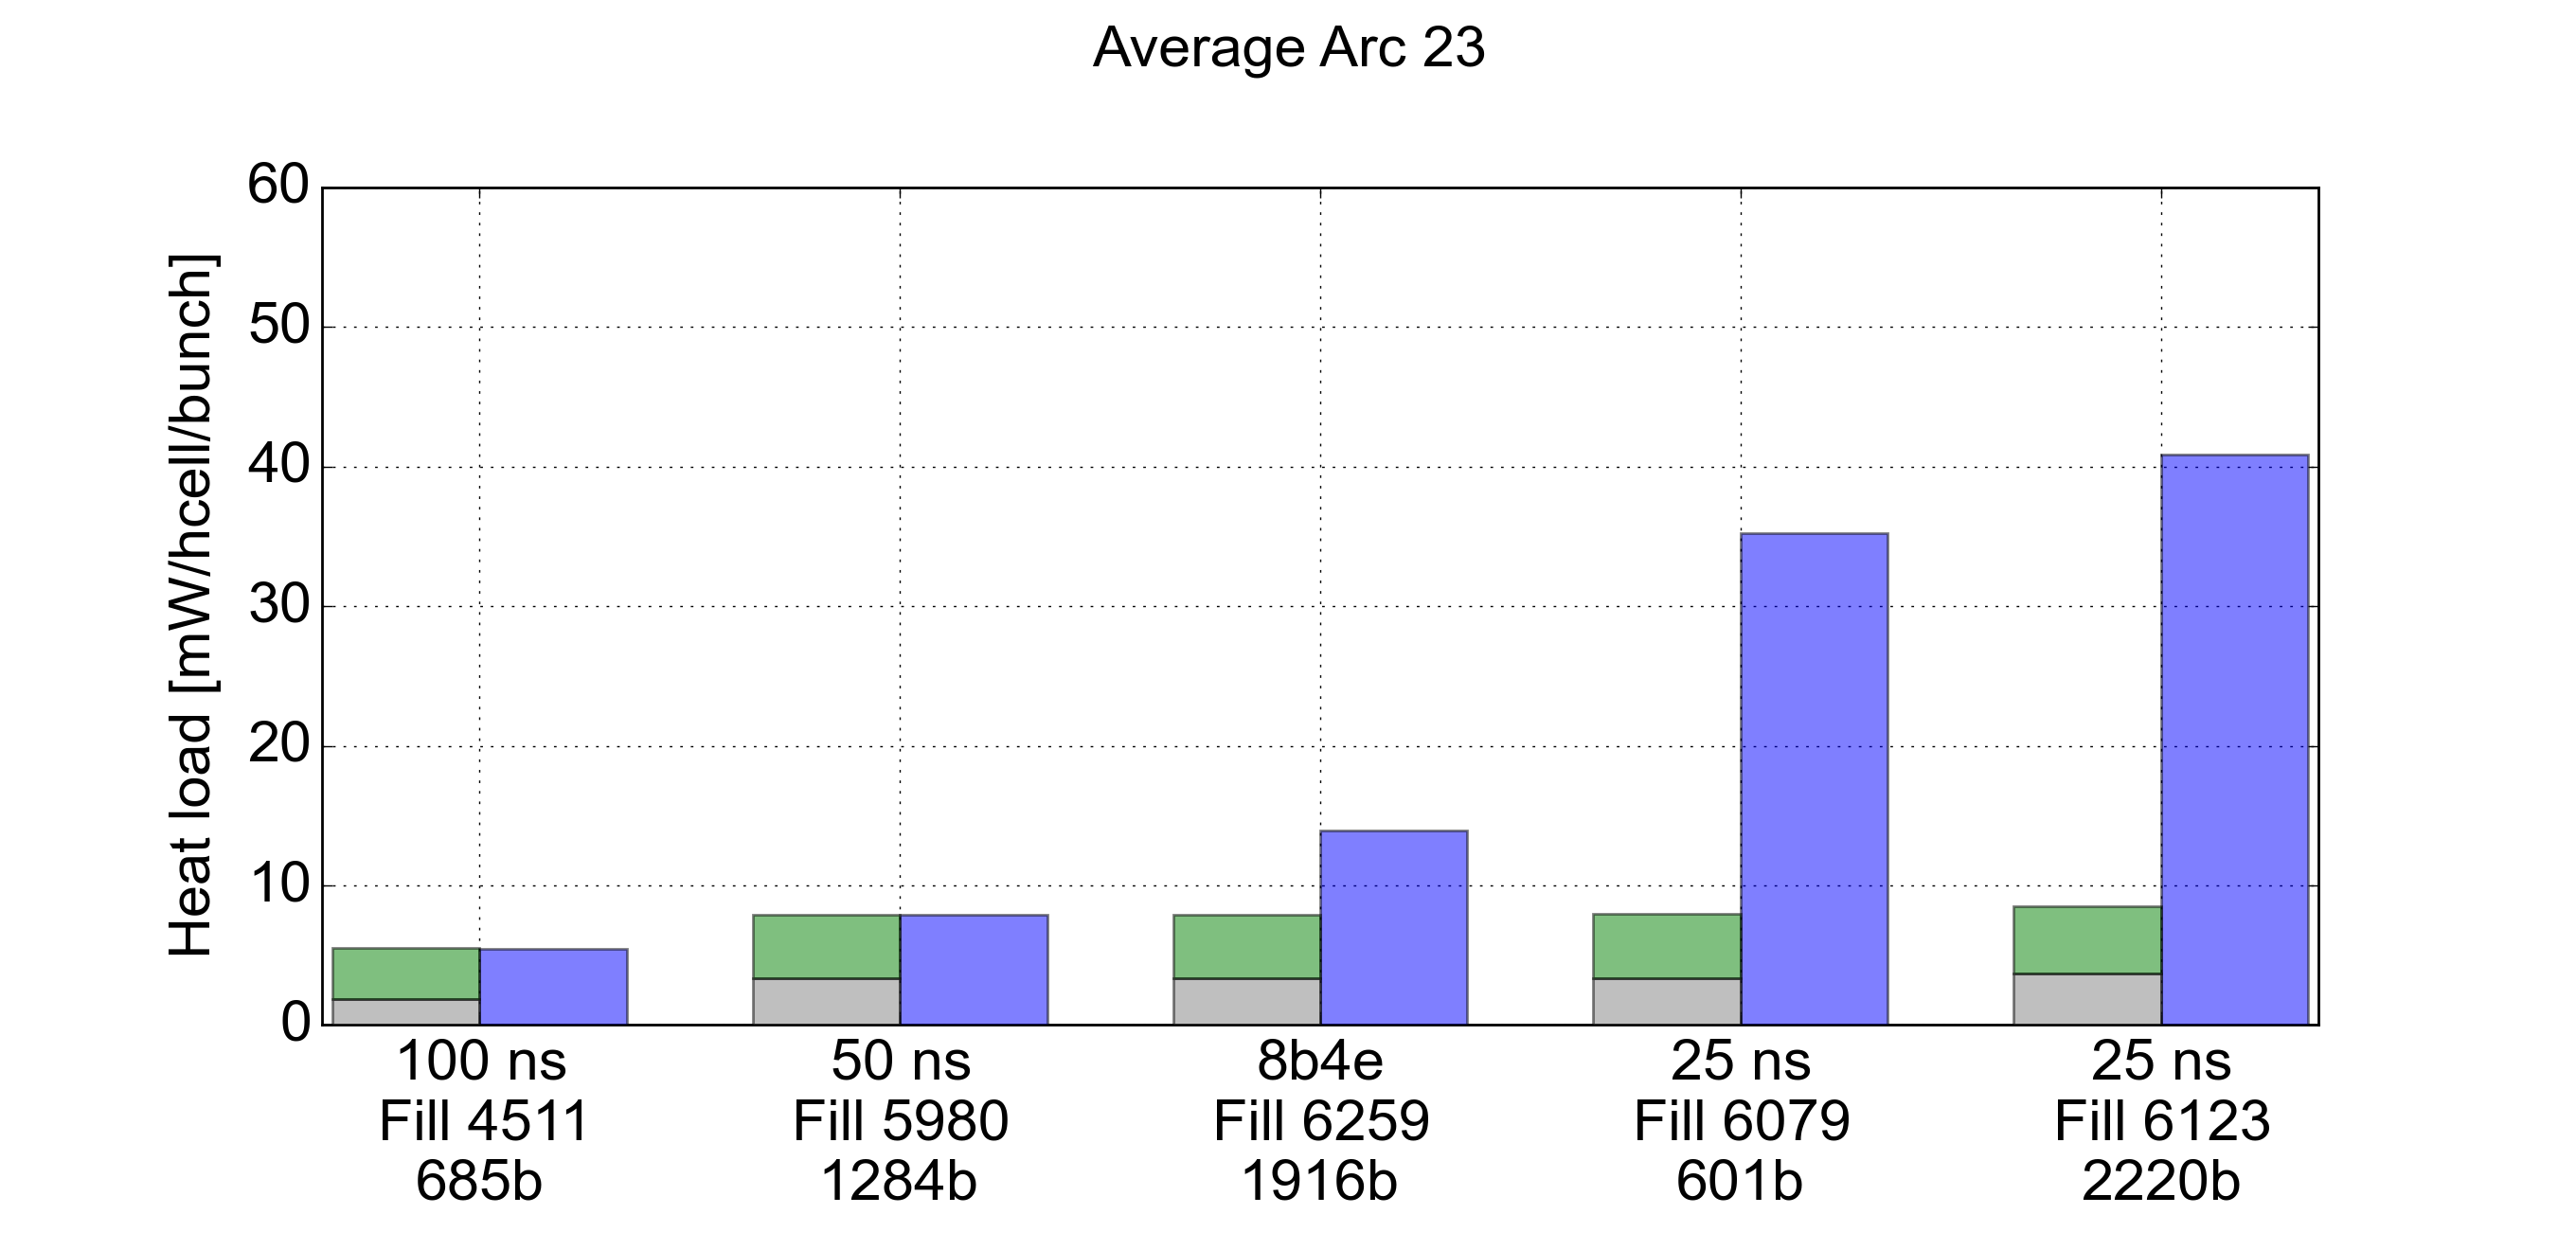 Average Arc 23
Heat load [mW/hcell/bunch]
60
50
40
30
20
10
0
100 ns
Fill 4511
685b
50 ns
Fill 5980
1284b
8b4e
Fill 6259
1916b
25 ns
Fill 6079
601b
25 ns
Fill 6123
2220b